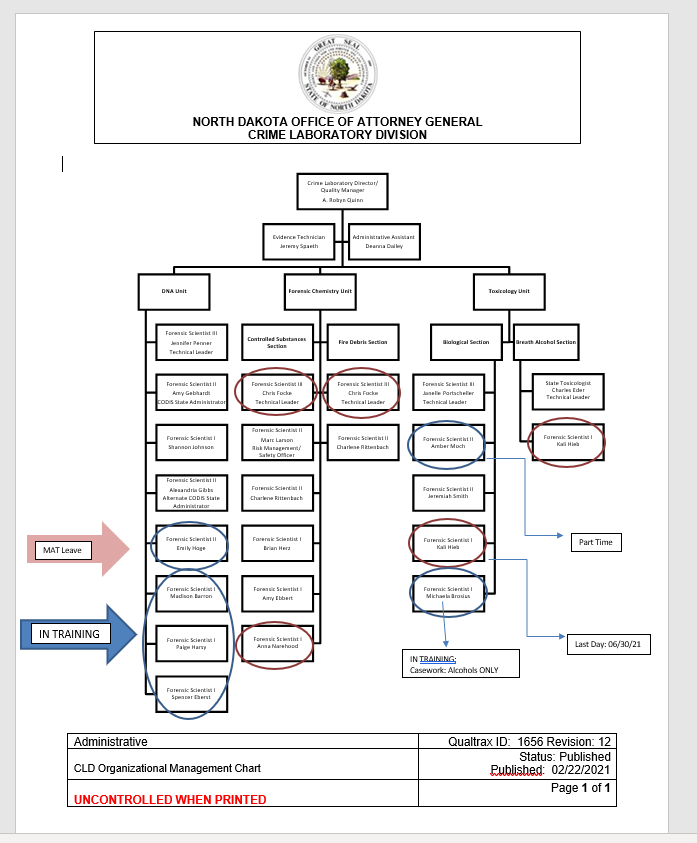 GREAT SEAL
STATE OF NORTH DAKOTA
NORTH DAKOTA OFFICE OF ATTORNEY GENERAL
CRIME LABORATORY DIVISION
Crime Laboratory Director/
Quality Manager
A. Robyn Quinn
Evidence Technician
Jeremy Spaeth
Administrative Assistant
Deanna Dailey
DNA Unit
Forensic Chemistry Unit
Toxicology Unit
Forensic Scientist III
Jennifer Penner
Technical Leader
Controlled Substances
Section
Fire Debris Section
Biological Section
Breath Alcohol Section
Forensic Scientist II
Amy Gebhardt
CODIS State Administrator
Forensic Scientist III
Chris Focke
Technical Leader
Forensic Scientist III
Chris Focke
Technical Leader
Forensic Scientist III
Janelle Portscheller
Technical Leader
State Toxicologist
Charles Eder
Technical Leader
Forensic Scientist I
Shannon Johnson
Forensic Scientist II
Marc Larson
Risk Management/
Safety Officer
Forensic Scientist II
Charlene Rittenbach
Forensic Scientist II
Amber Moch
Forensic Scientist I
Kali Hieb
Forensic Scientist II
Alexandria Gibbs
Alternate CODIS State
Administrator
Forensic Scientist II
Charlene Rittenbach
Forensic Scientist II
Jeremiah Smith
MAT Leave
Forensic Scientist II
Emily Hoge
Forensic Scientist I
Brian Herz
Forensic Scientist I
Kali Hieb
Part Time
Forensic Scientist I
Madison Barron
Forensic Scientist I
Amy Ebbert
Forensic Scientist I
Michaela Brosius
IN TRAINING
Forensic Scientist I
Paige Harsy
Forensic Scientist I
Anna Narehood
Last Day: 06/30/21
IN TRAINING:
Casework: Alcohols ONLY
Forensic Scientist I
Spencer Eberst
Administrative
Qualtrax ID: 1656 Revision: 12
CLD Organizational Management Chart
Status: Published
Published: 02/22/2021
UNCONTROLLED WHEN PRINTED
Page 1 of 1